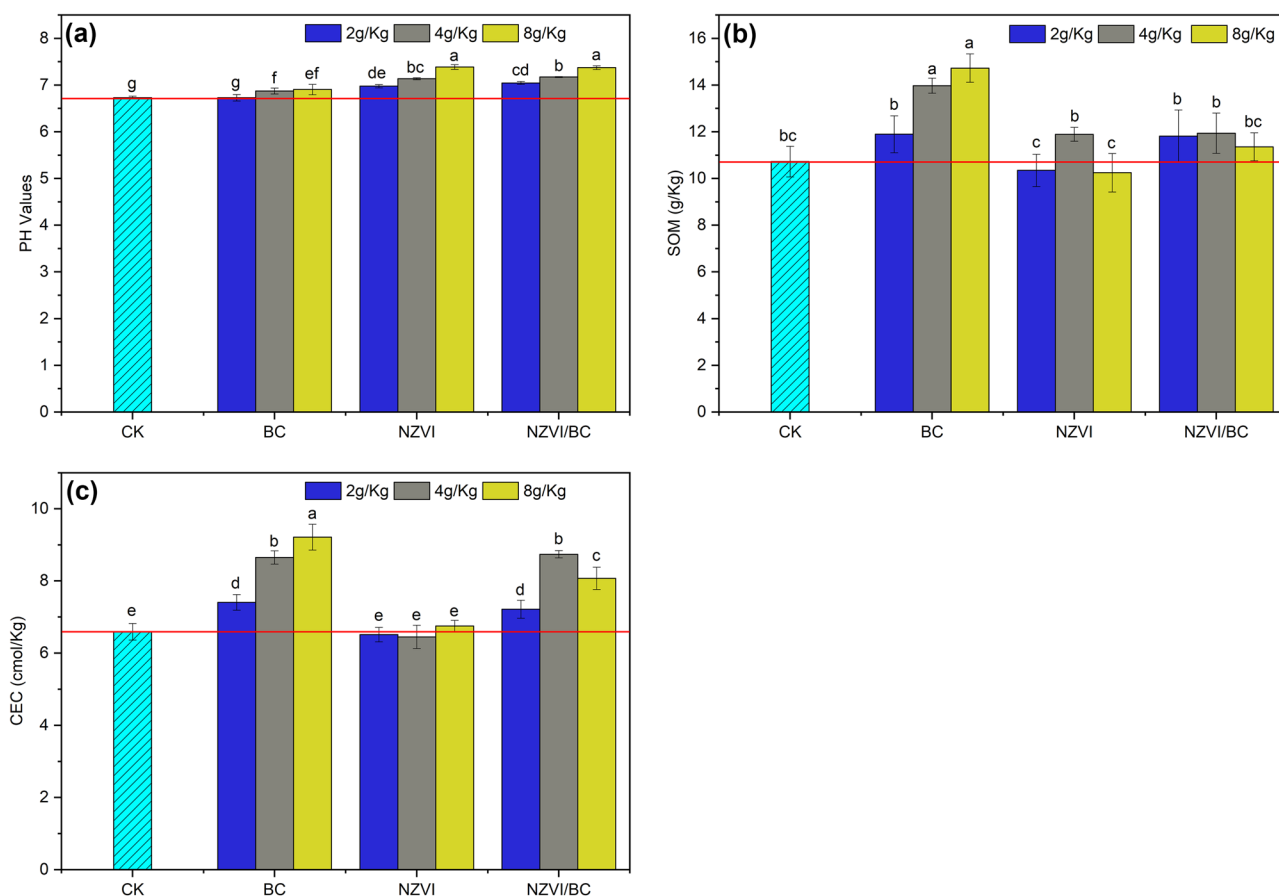 (a)
2g/Kg 4g/Kg 8g/Kg
PH Values
8
7
6
5
4
3
2
1
0
g g f ef de bc a cd b a
CK BC NZVI NZVI/BC
(b)
2g/Kg 4g/Kg 8g/Kg
SOM (g/Kg)
16
14
12
10
8
6
4
2
0
bc b a a c b c b b bc
CK BC NZVI NZVI/BC
(c)
2g/Kg 4g/Kg 8g/Kg
CEC (cmol/Kg)
10
8
6
4
2
0
e d b a e e e d b c
CK BC NZVI NZVI/BC